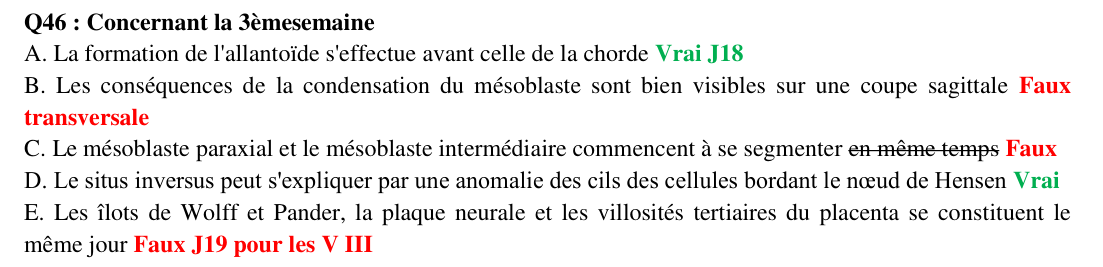 Q46 : Concernant la 3èmesemaine
A. La formation de l'allantoïde s'effectue avant celle de la chorde Vrai J18
B. Les conséquences de la condensation du mésoblaste sont bien visibles sur une coupe sagittale Faux
transversale
C. Le mésoblaste paraxial et le mésoblaste intermédiaire commencent à se segmenter en même temps Faux
D. Le situs inversus peut s'expliquer par une anomalie des cils des cellules bordant le nœud de Hensen Vrai
E. Les îlots de Wolff et Pander, la plaque neurale et les villosités tertiaires du placenta se constituent le
même jour Faux J19 pour les V III